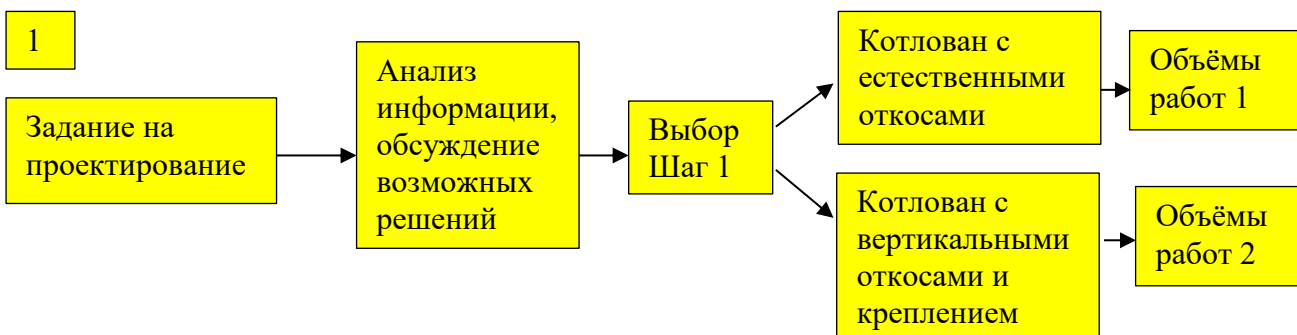 1
Задание на
проектирование
Анализ
информации,
обсуждение
возможных
решений
Выбор
Шаг 1
Котлован с
естественными
откосами
Объёмы
работ 1
Котлован с
вертикальными
откосами и
креплением
Объёмы
работ 2